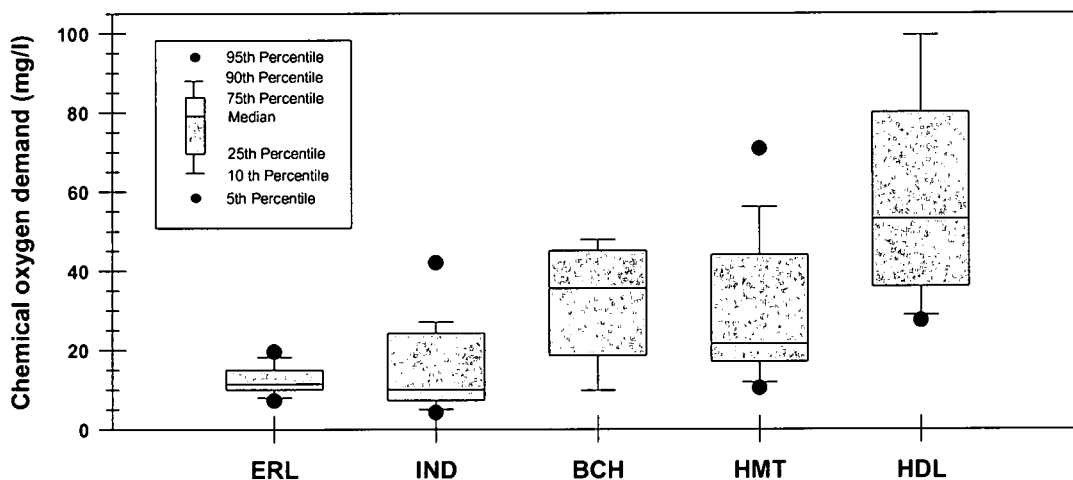 Chemical oxygen demand (mg/l)
100
80
60
40
20
0
95th Percentile
90th Percentile
75th Percentile
Median
25th Percentile
10 th Percentile
5th Percentile
ERL IND BCH HMT HDL